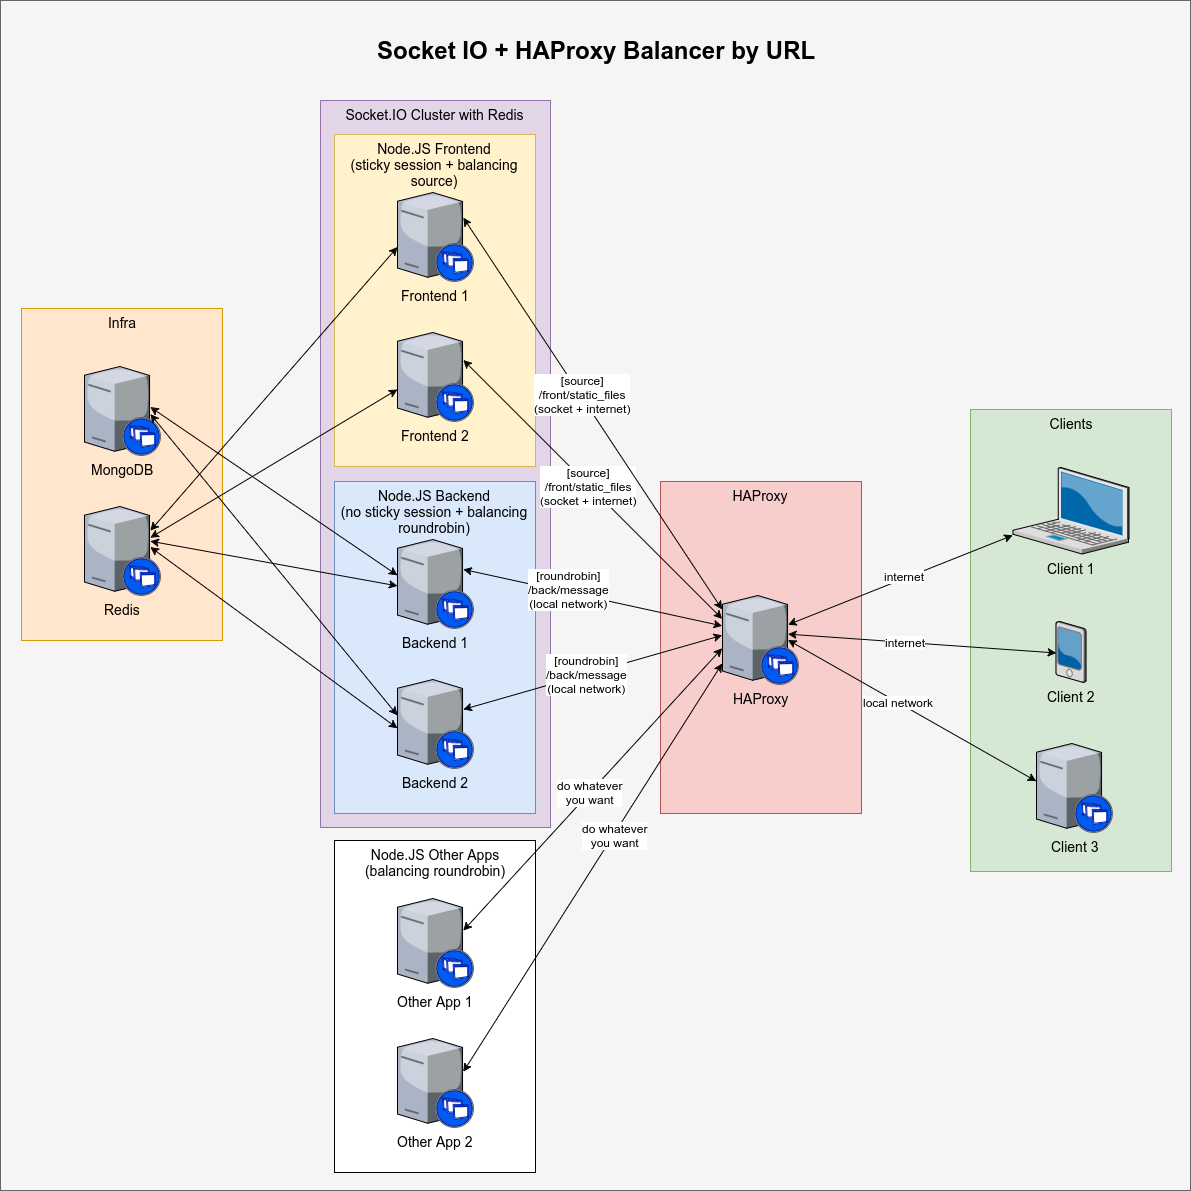 Socket IO + HAProxy Balancer by URL
Socket.IO Cluster with Redis
Node.JS Frontend
(sticky session + balancing
source)
Frontend 1
Frontend 2
Infra
MongoDB
Redis
Node.JS Backend
(no sticky session + balancing
roundrobin)
Backend 1
Backend 2
Node.JS Other Apps
(balancing roundrobin)
Other App 1
Other App 2
[source]
/front/static_files
(socket + internet)
[source]
/front/static_files
(socket + internet)
[roundrobin]
/back/message
(local network)
[roundrobin]
/back/message
(local network)
do whatever
you want
do whatever
you want
HAProxy
HAProxy
internet
internet
local network
Clients
Client 1
Client 2
Client 3